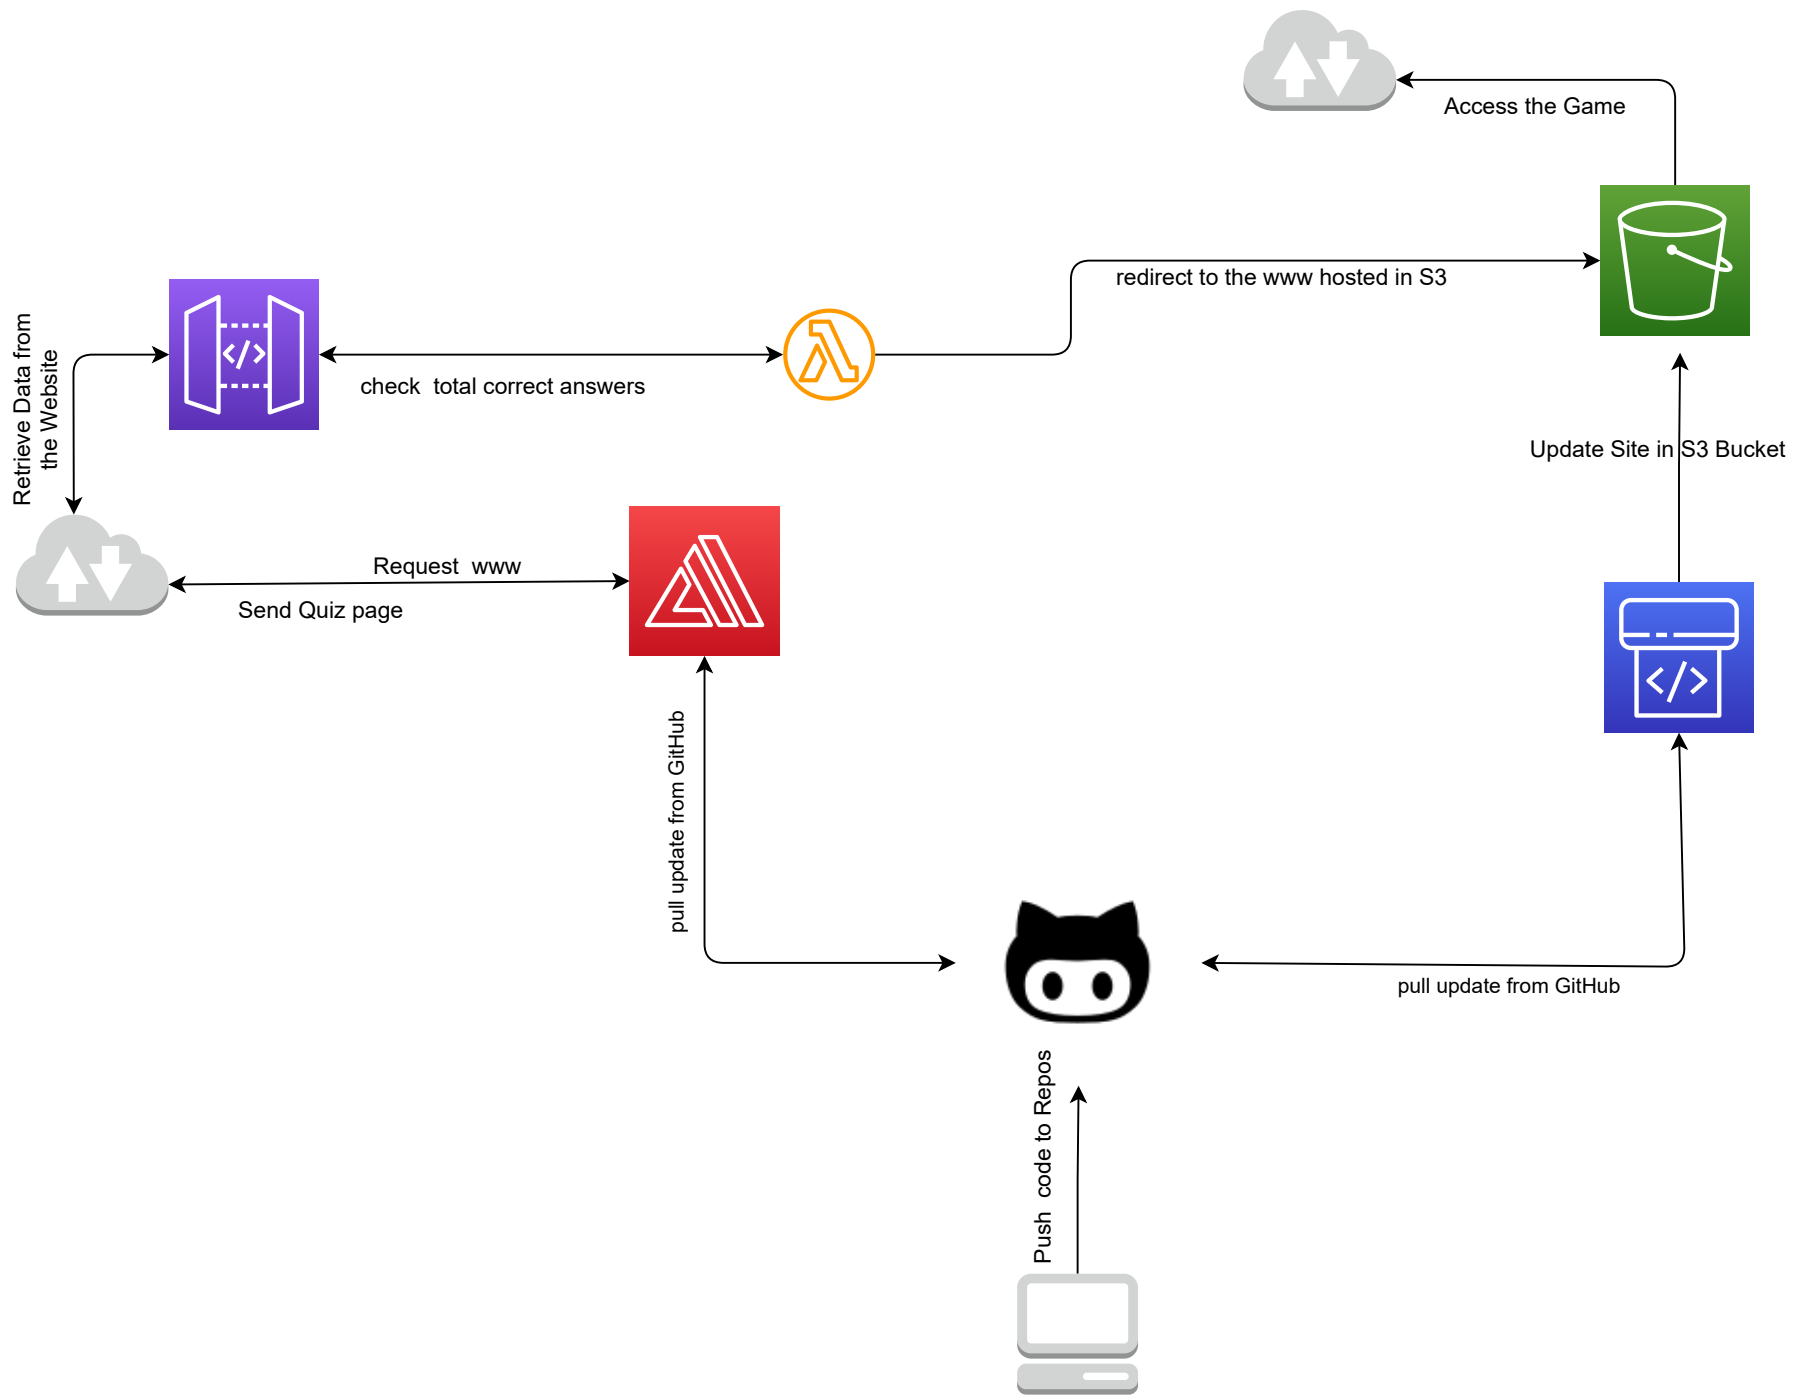 Access the Game
redirect to the www hosted in S3
Retrieve Data from
the Website
check  total correct answers
Update Site in S3 Bucket
Request  www
Send Quiz page
pull update from GitHub
pull update from GitHub
Push  code to Repos